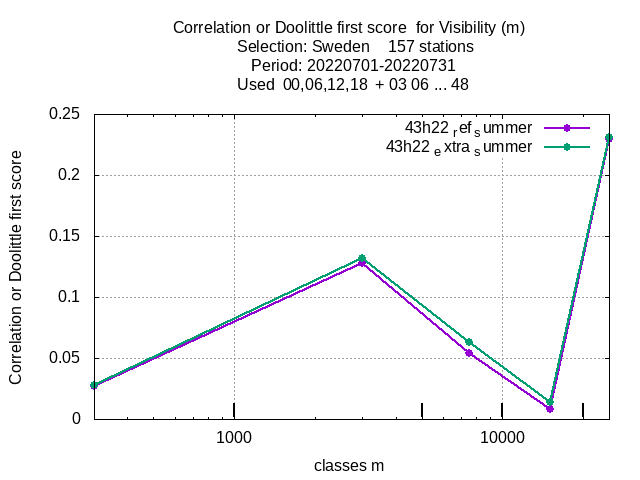 Correlation or Doolittle first score  for Visibility (m)
Selection: Sweden    157 stations
Period: 20220701-20220731
Used  00,06,12,18  + 03 06 ... 48
43h22 ref summer
43h22 extra summer
0.25
0.2
0.15
0.1
0.05
0
Correlation or Doolittle first score
1000
10000
classes m